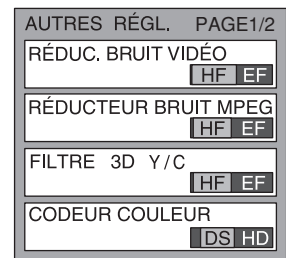 AUTRES RÉGL. PAGE1/2
RÉDUC. BRUIT VIDÉO
HF EF
RÉDUCTEUR BRUIT MPEG
HF EF
FILTRE 3D Y/C
HF EF
CODEUR COULEUR
DS HD